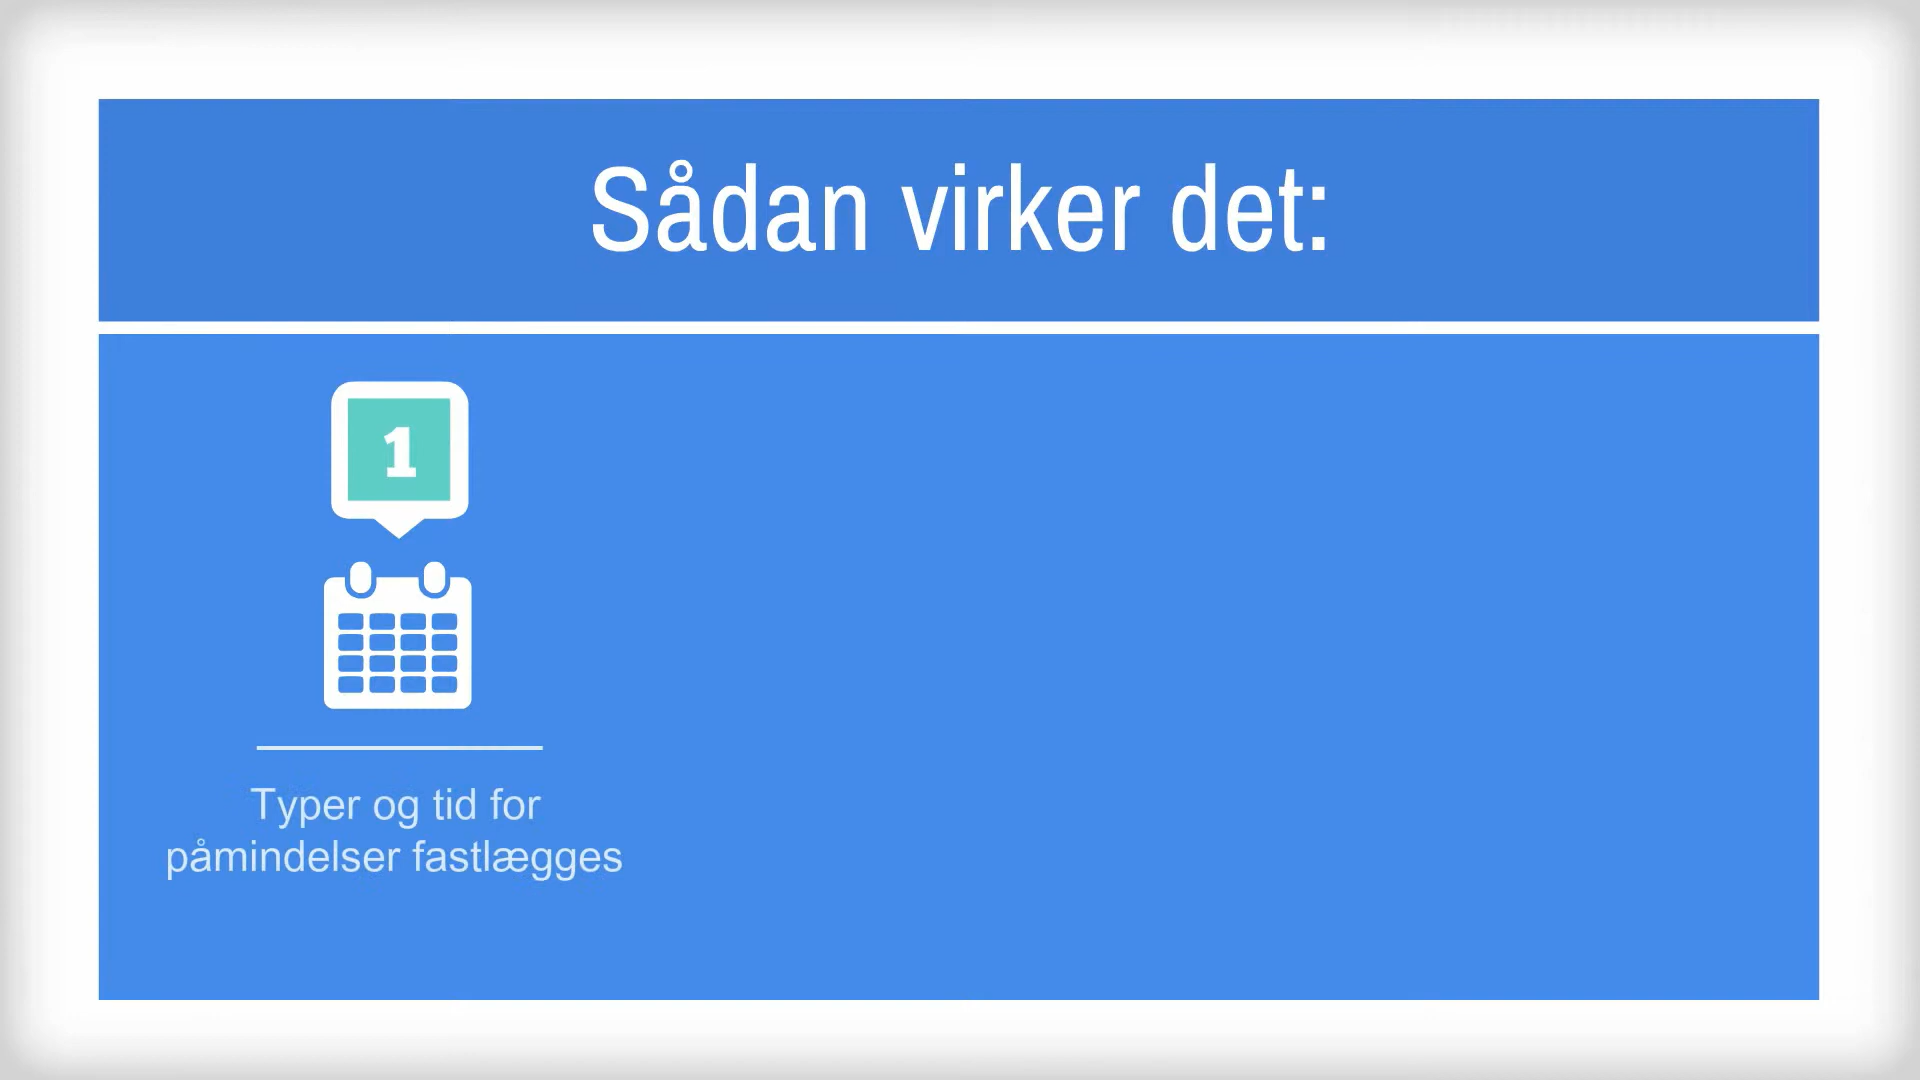 Sådan virker det:
1
Typer og tid for
påmindelser fastlægges